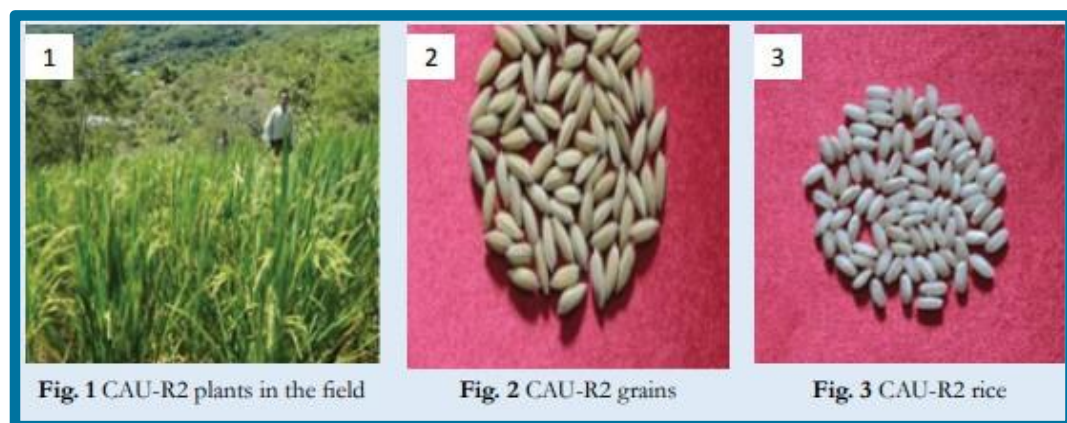 1
2
3
Fig. 1 CAU-R2 plants in the field
Fig. 2 CAU-R2 grains
Fig. 3 CAU-R2 rice